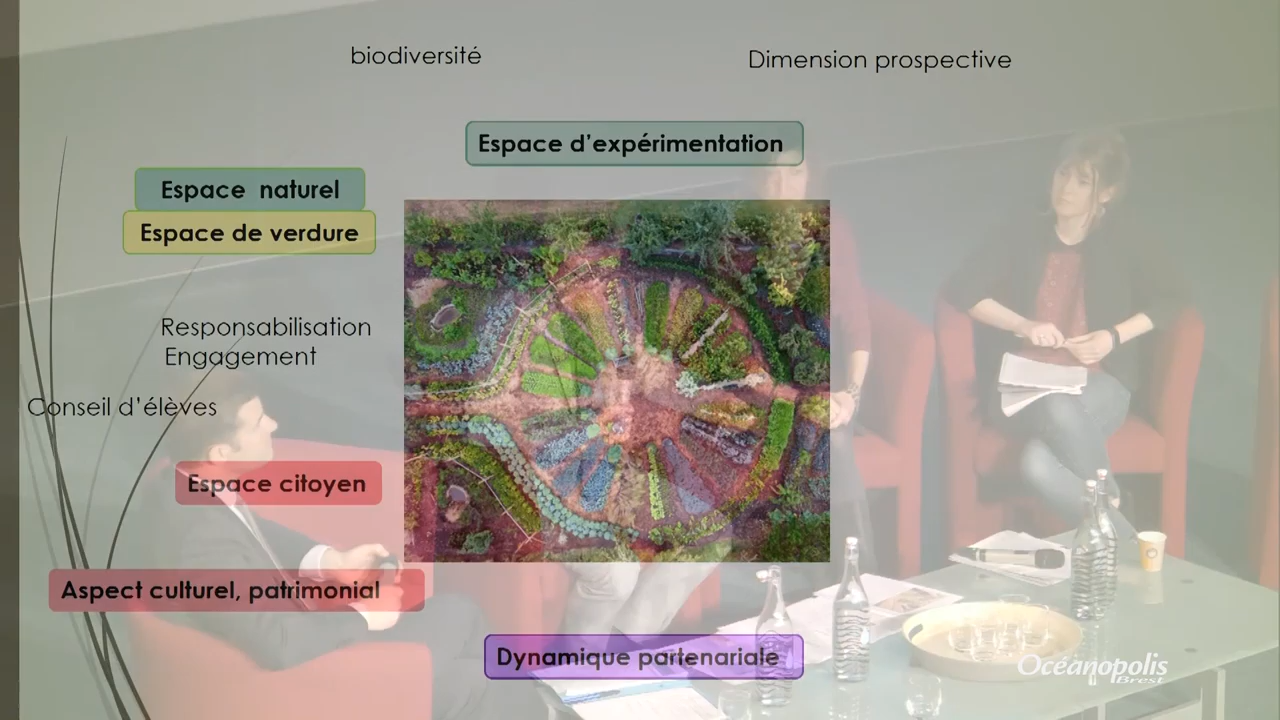 biodiversité
Dimension prospective
Espace d'expérimentation
Espace naturel
Espace de verdure
Responsabilisation
Engagement
Conseil d'élèves
Espace citoyen
Aspect culturel, patrimonial
Dynamique partenariale
Océanopolis
Brest